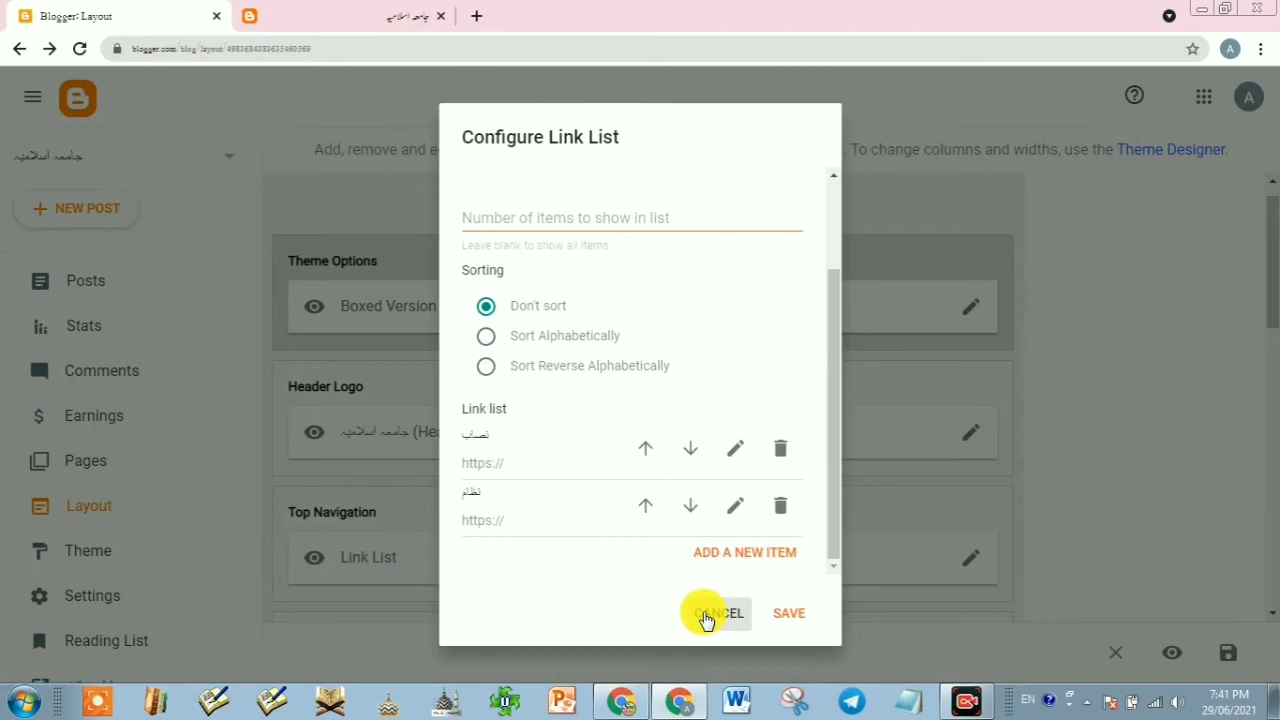 Blogger: Layout
جامعہ اسلامیہ
blogger.com/blog/layout/4983684383635460569
A
A
جامعہ اسلامیّہ
Add, remove and e
. To change columns and widths, use the Theme Designer.
NEW POST
Posts
Stats
Comments
Earnings
Pages
Layout
Theme
Settings
Reading List
Theme Options
Boxed Version
Header Logo
جامعہ اسلامیّہ (Hea
Top Navigation
Link List
Configure Link List
Number of items to show in list
Leave blank to show all items
Sorting
Don't sort
Sort Alphabetically
Sort Reverse Alphabetically
Link list
نصاب
https://
نظام
https://
ADD A NEW ITEM
CANCEL
SAVE
EN
7:41 PM
29/06/2021